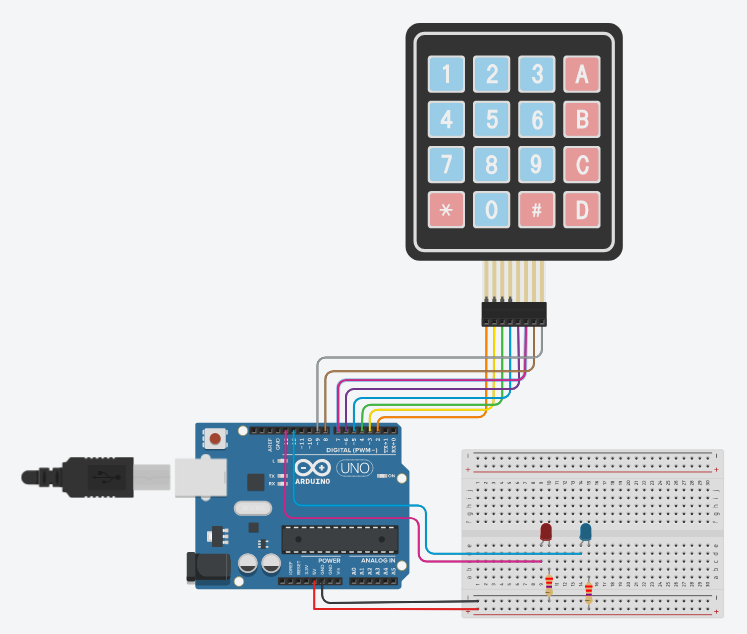 1 2 3 A
4 5 6 B
7 8 9 C
* 0 # D
AREF
GND
~11
~10
~9
8
7
~6
~5
4
~3
2
TX→1
RX←0
DIGITAL (PWM~)
L
TX
RX
UNO
ARDUINO
ON
POWER
ANALOG IN
IOREF
RESET
3.3V
5V
GND
GND
Vin
A0
A1
A2
A3
A4
A5